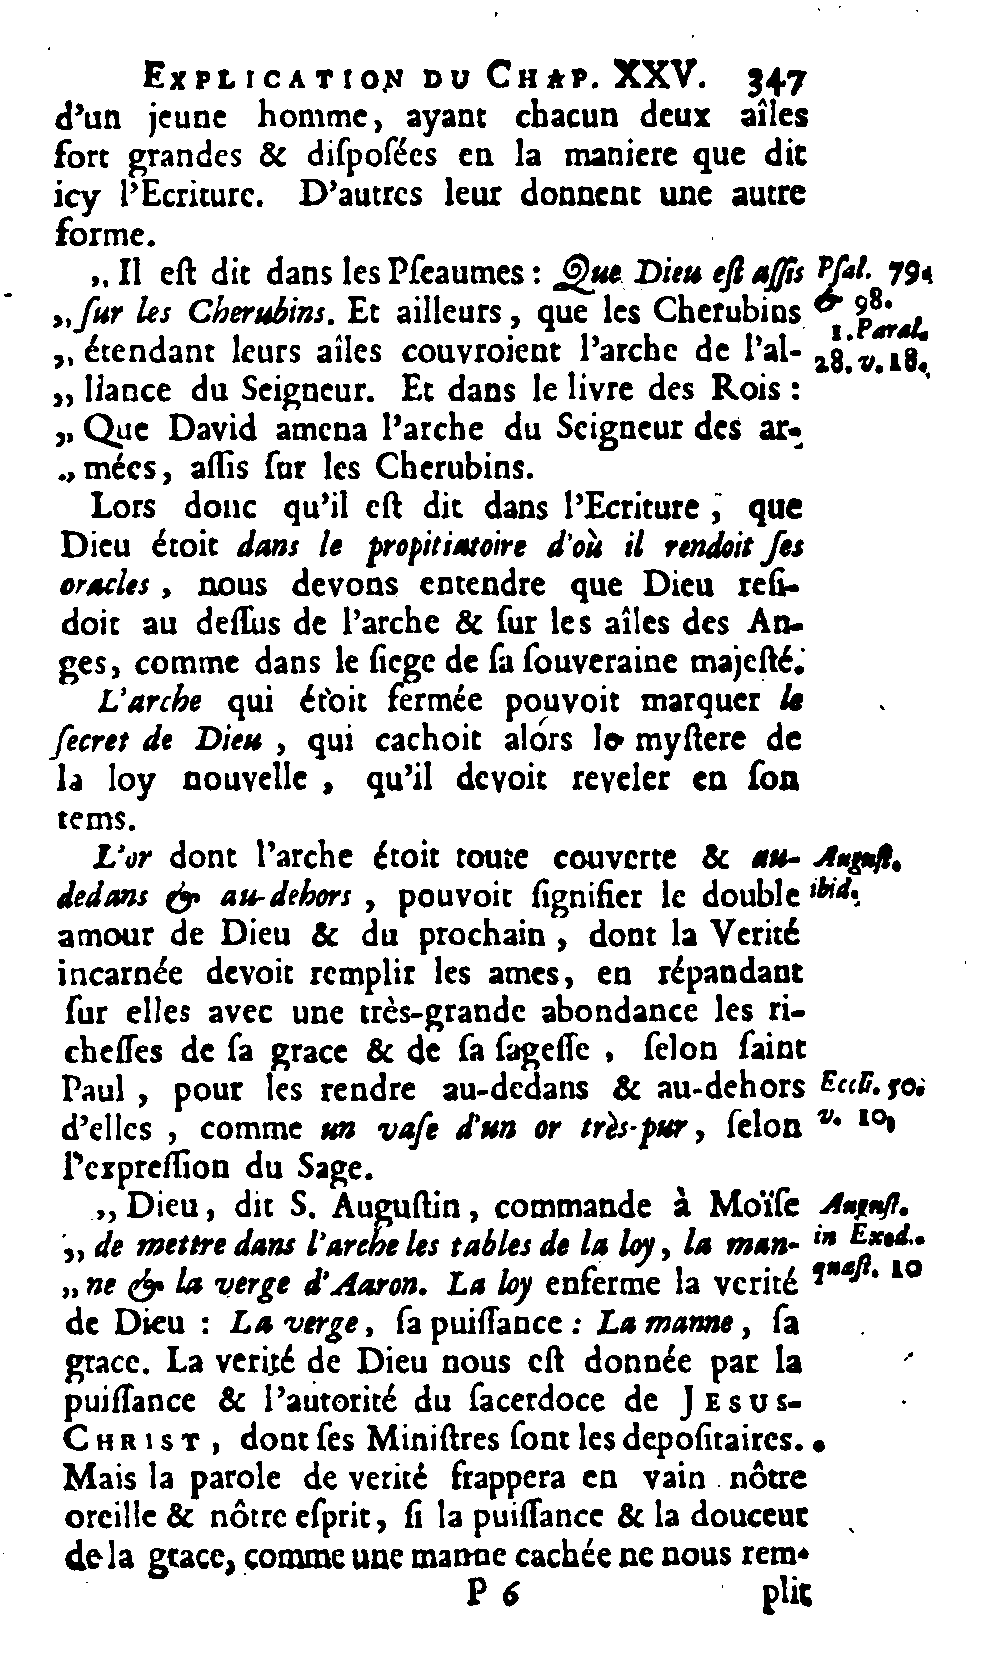 EXPLICATION DU CHAP. XXV. 347
d'un jeune homme, ayant chacun deux aîles
fort grandes & diſpoſées en la maniere que dit
icy l'Ecriture. D'autres leur donnent une autre
forme.
„ Il eſt dit dans les Pſeaumes : Que Dieu eſt aſſis
„ ſur les Cherubins. Et ailleurs, que les Cherubins
„ étendant leurs aîles couvroient l'arche de l'al-
„ liance du Seigneur. Et dans le livre des Rois :
„ Que David amena l'arche du Seigneur des ar-
„ mées, aſſis ſur les Cherubins.
Pſal. 79.
& 98.
1. Paral.
28. v. 18.
Lors donc qu'il eſt dit dans l'Ecriture, que
Dieu étoit dans le propitiatoire d'où il rendoit ſes
oracles, nous devons entendre que Dieu reſi-
doit au deſſus de l'arche & ſur les aîles des An-
ges, comme dans le ſiege de ſa ſouveraine majeſté.
L'arche qui étoit fermée pouvoit marquer le
ſecret de Dieu, qui cachoit alors le myſtere de
la loy nouvelle, qu'il devoit reveler en ſon
tems.
L'or dont l'arche étoit toute couverte & au-
dedans & au-dehors, pouvoit ſignifier le double
amour de Dieu & du prochain, dont la Verité
incarnée devoit remplir les ames, en répandant
ſur elles avec une très-grande abondance les ri-
cheſſes de ſa grace & de ſa ſageſſe, ſelon ſaint
Paul, pour les rendre au-dedans & au-dehors
d'elles, comme un vaſe d'un or très-pur, ſelon
l'expreſſion du Sage.
Auguſt.
ibid.
Eccli. 50.
v. 10.
„ Dieu, dit S. Auguſtin, commande à Moïſe
„ de mettre dans l'arche les tables de la loy, la man-
„ ne & la verge d'Aaron. La loy enferme la verité
de Dieu : La verge, ſa puiſſance : La manne, ſa
grace. La verité de Dieu nous eſt donnée par la
puiſſance & l'autorité du ſacerdoce de JESUS-
CHRIST, dont ſes Miniſtres ſont les depoſitaires.
Mais la parole de verité frappera en vain nôtre
oreille & nôtre eſprit, ſi la puiſſance & la douceur
de la grace, comme une manne cachée ne nous rem-
Auguſt.
in Exod.
quæſt. 10
P 6 plit